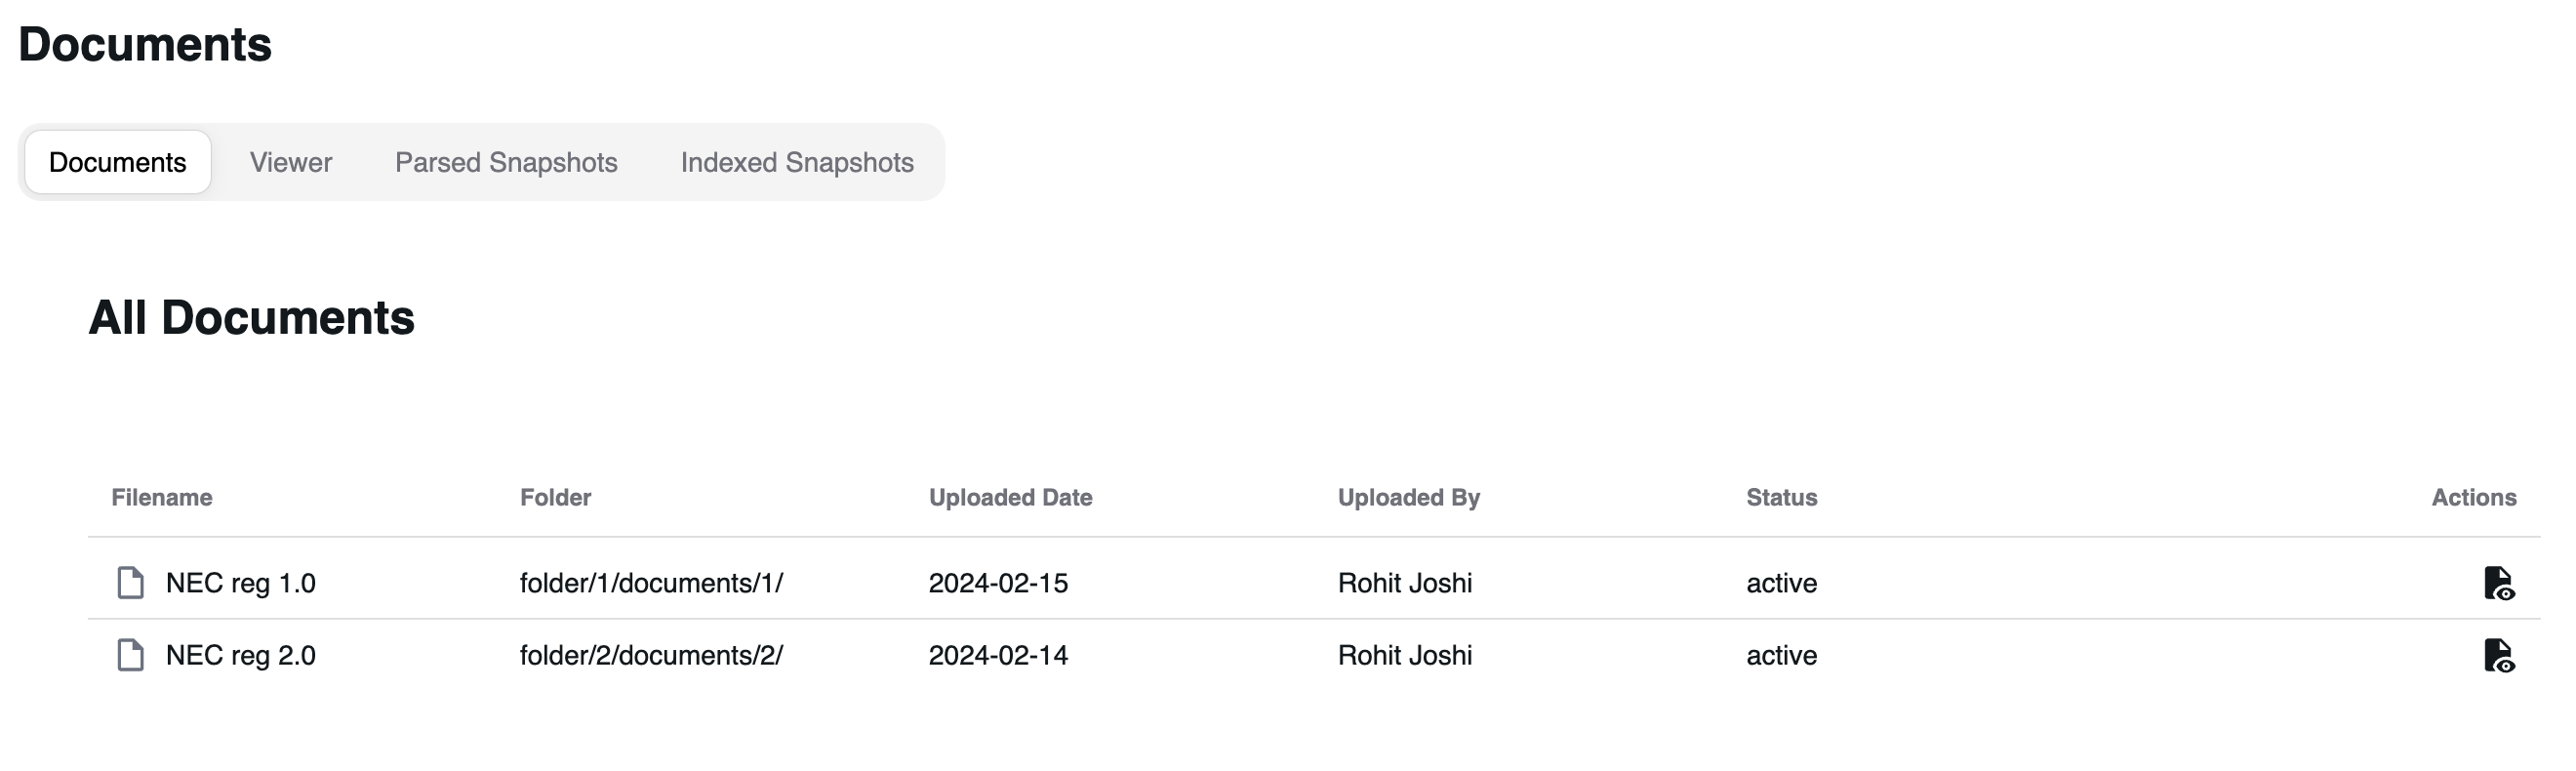 Documents
Documents Viewer Parsed Snapshots Indexed Snapshots
All Documents
Filename Folder Uploaded Date Uploaded By Status Actions
NEC reg 1.0 folder/1/documents/1/ 2024-02-15 Rohit Joshi active
NEC reg 2.0 folder/2/documents/2/ 2024-02-14 Rohit Joshi active